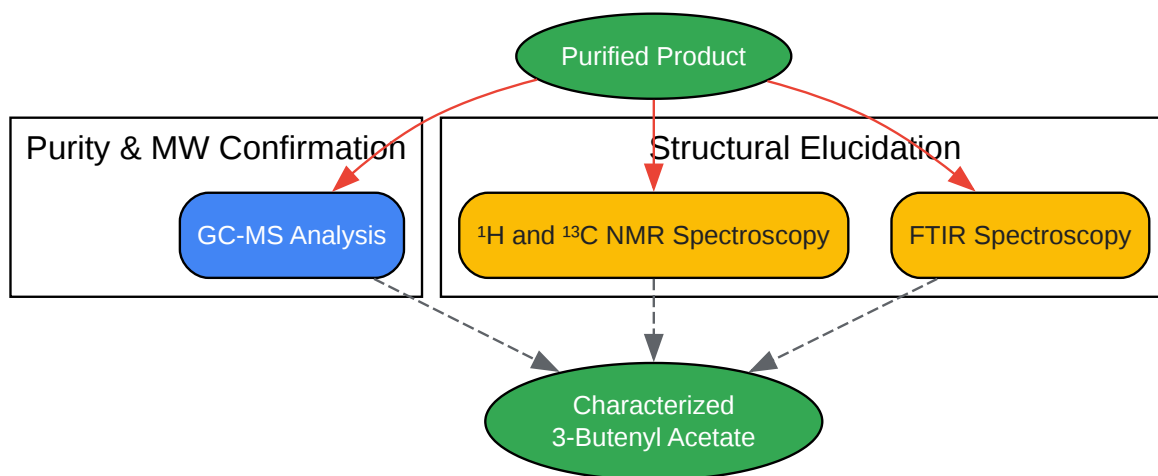 Purified Product
Purity & MW Confirmation
Structural Elucidation
GC-MS Analysis
¹H and ¹³C NMR Spectroscopy
FTIR Spectroscopy
Characterized
3-Butenyl Acetate